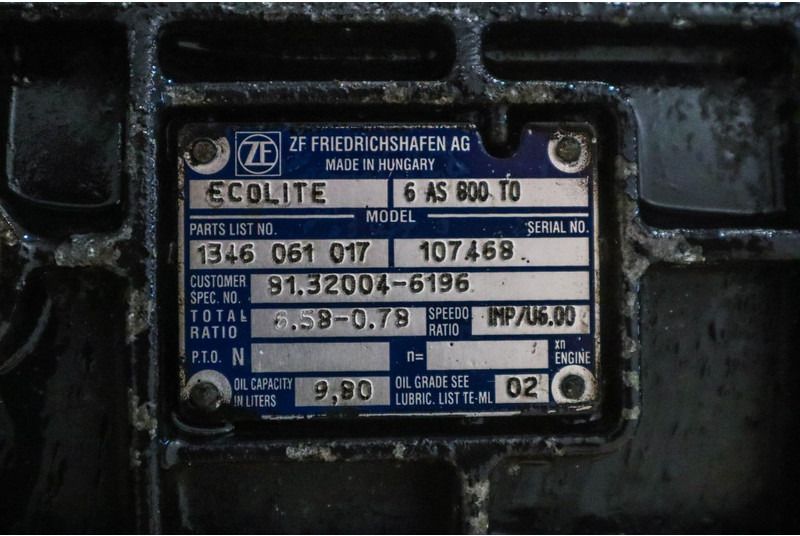 ZF ZF FRIEDRICHSHAFEN AG
MADE IN HUNGARY
ECOLITE 6 AS 800 TO
MODEL
PARTS LIST NO. SERIAL NO.
1346 061 017 107468
CUSTOMER SPEC. NO. 81.32004-6196
TOTAL RATIO 6.58-0.78 SPEEDO RATIO IMP/U6.00
P.T.O. N n= xn ENGINE
OIL CAPACITY IN LITERS 9,80 OIL GRADE SEE LUBRIC. LIST TE-ML 02